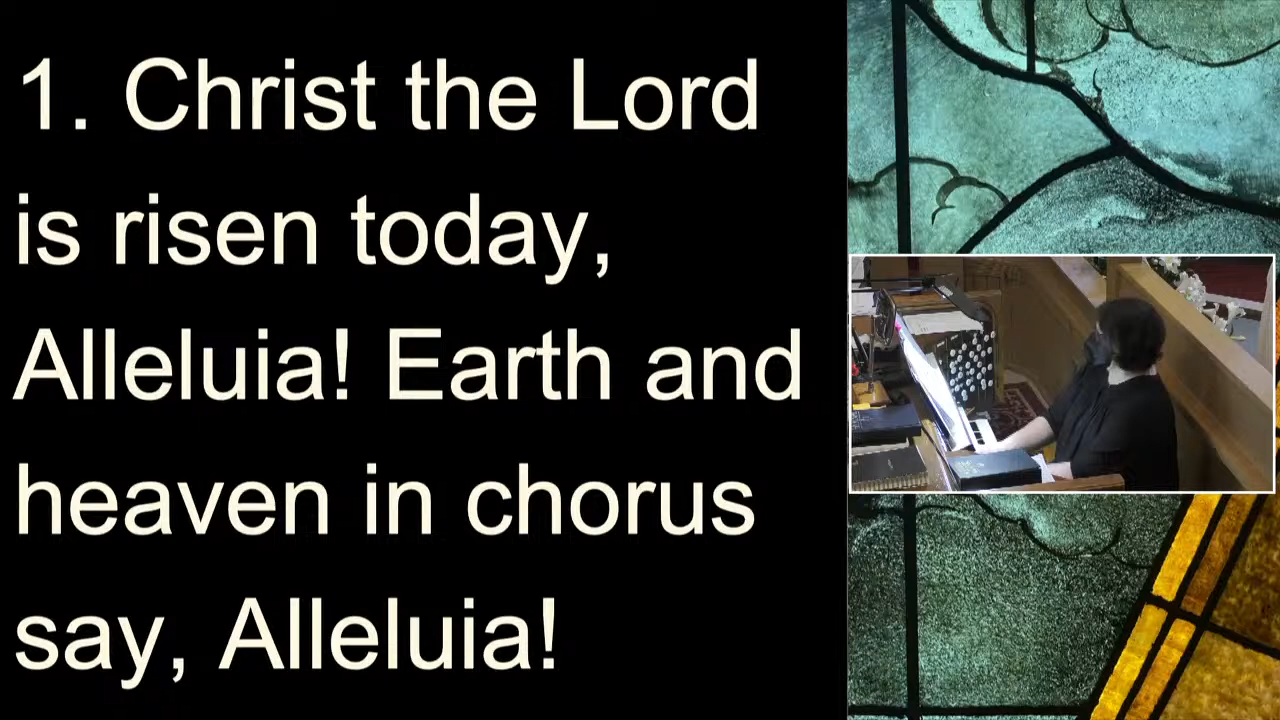 1. Christ the Lord
is risen today,
Alleluia! Earth and
heaven in chorus
say, Alleluia!